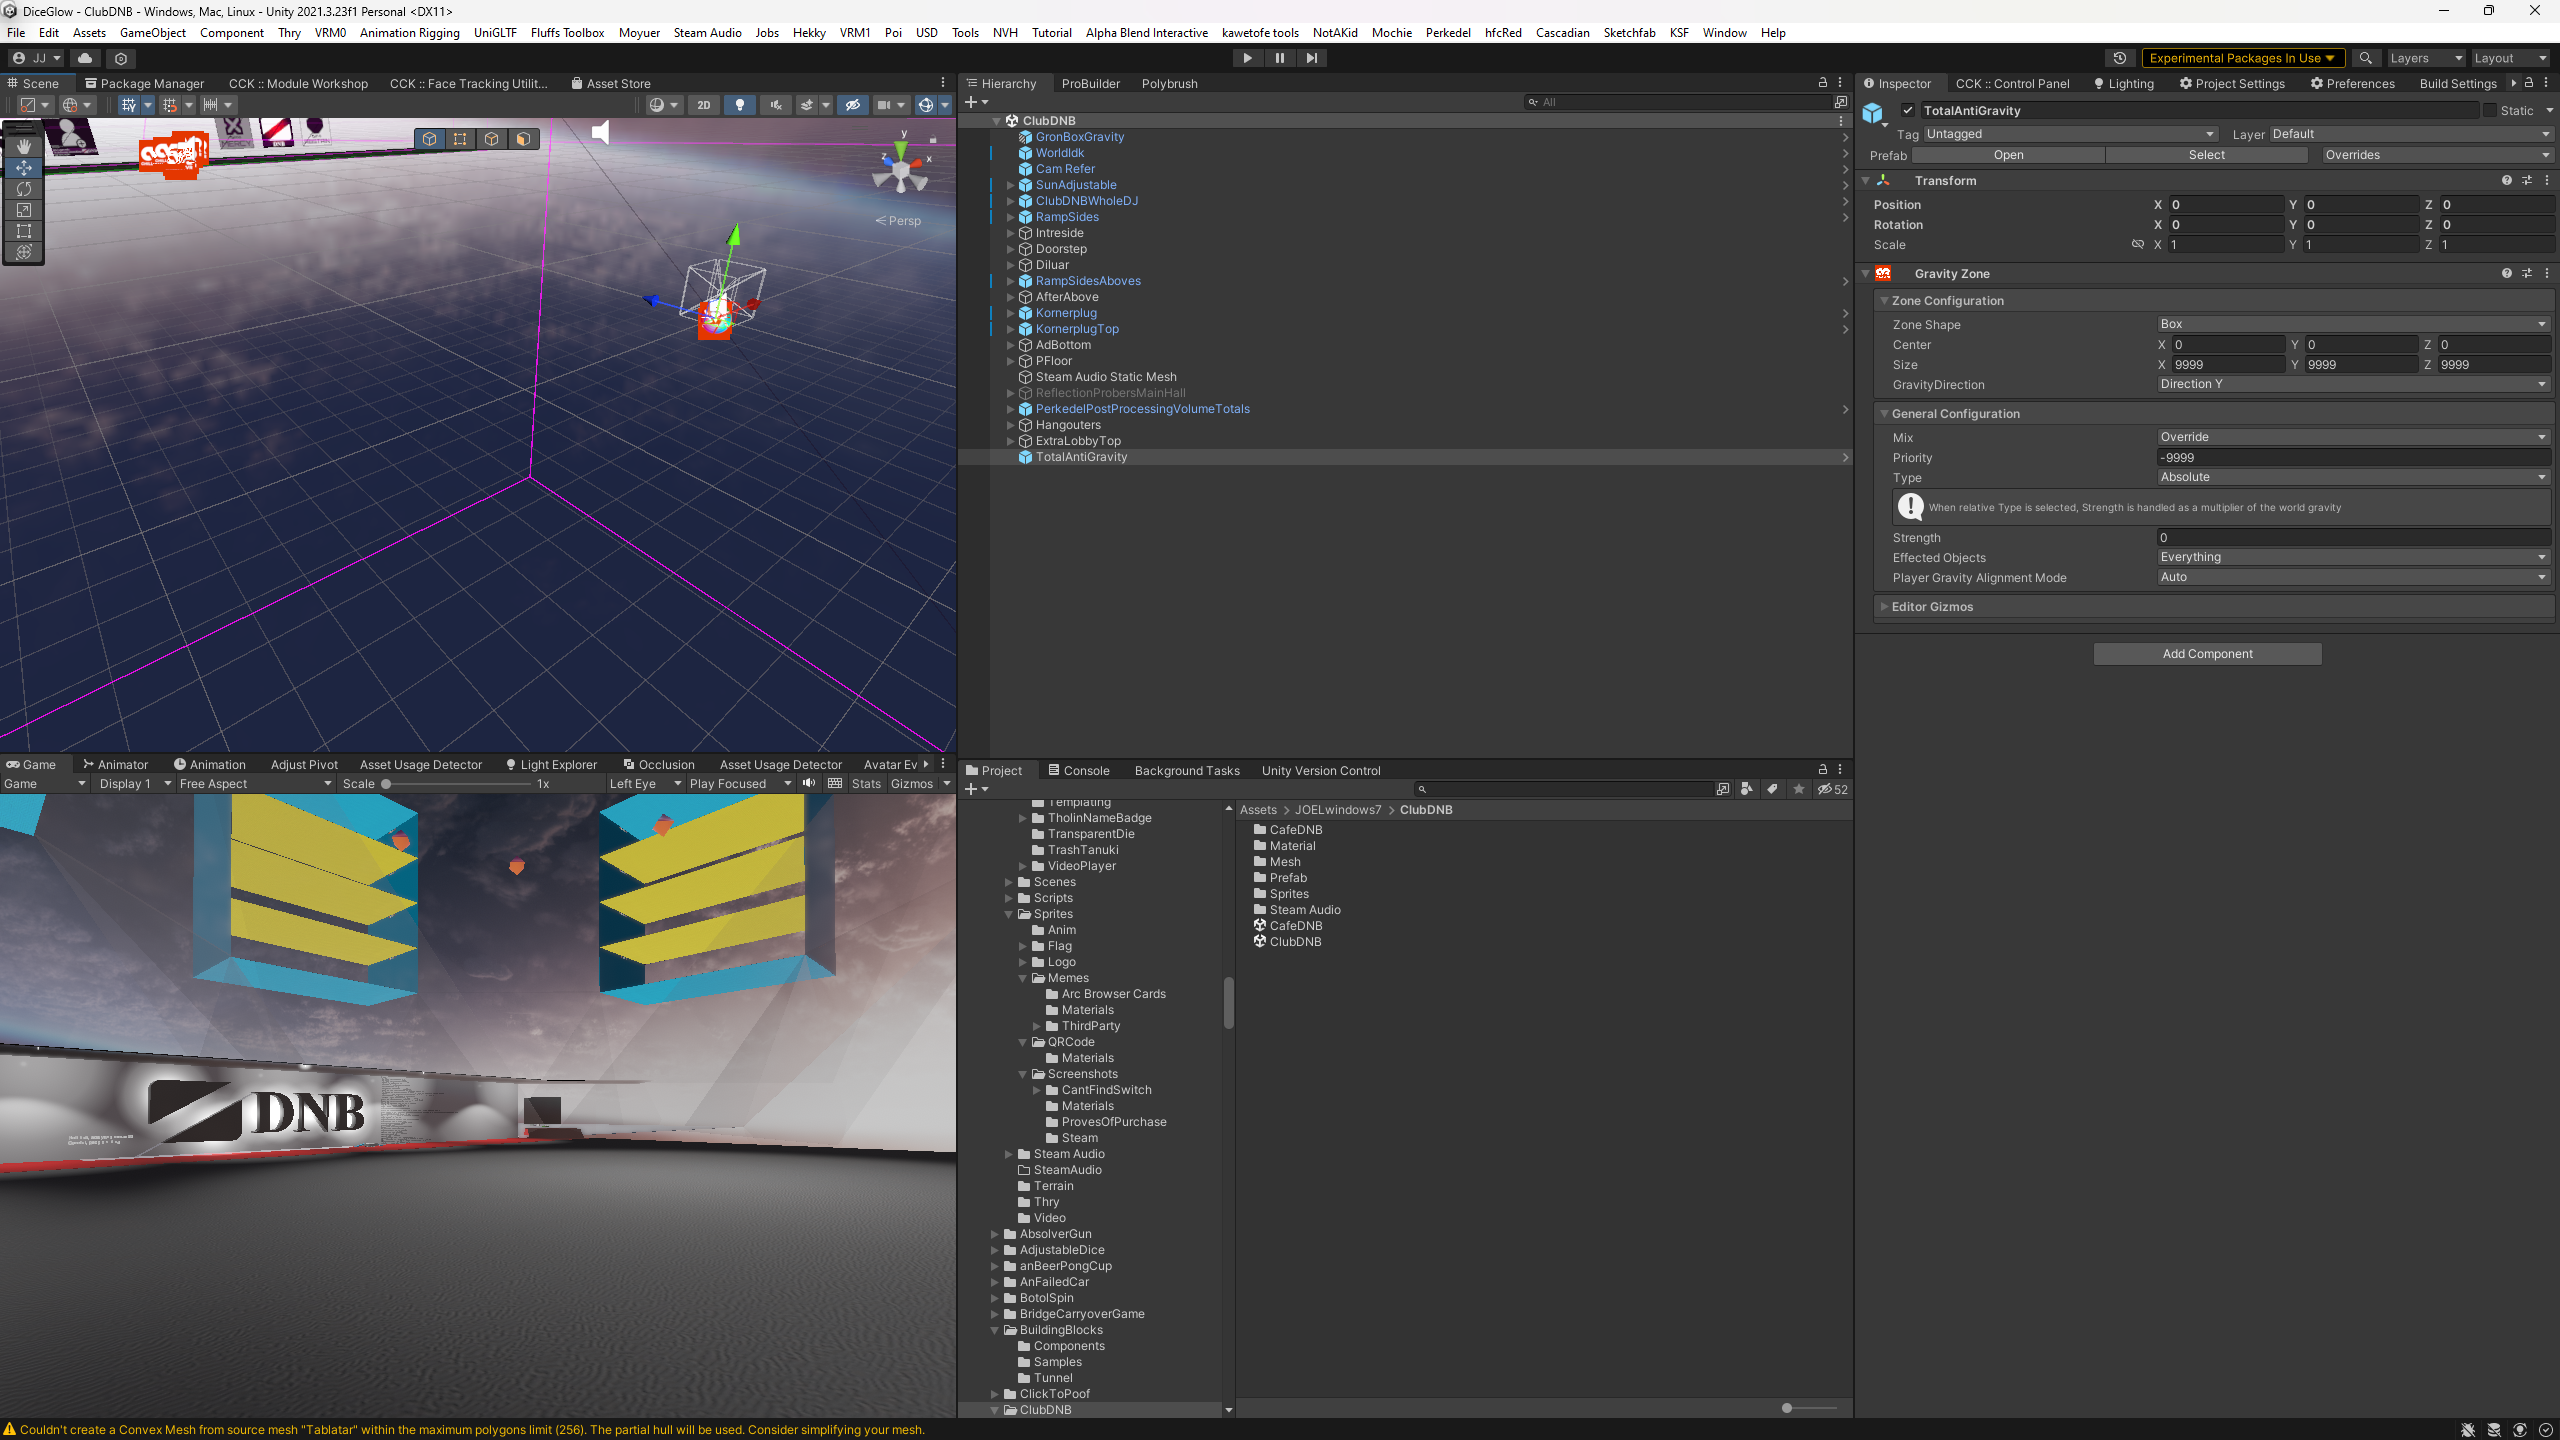 DiceGlow - ClubDNB - Windows, Mac, Linux - Unity 2021.3.23f1 Personal <DX11>
File Edit Assets GameObject Component Thry VRM0 Animation Rigging UniGLTF Fluffs Toolbox Moyuer Steam Audio Jobs Hekky VRM1 Poi USD Tools NVH Tutorial Alpha Blend Interactive kawetofe tools NotAKid Mochie Perkedel hfcRed Cascadian Sketchfab KSF Window Help
JJ Experimental Packages In Use Layers Layout
Scene Package Manager CCK :: Module Workshop CCK :: Face Tracking Utilit... Asset Store
2D
y
x
z
Persp
Hierarchy ProBuilder Polybrush
All
ClubDNB
GronBoxGravity
WorldIdk
Cam Refer
SunAdjustable
ClubDNBWholeDJ
RampSides
Intreside
Doorstep
Diluar
RampSidesAboves
AfterAbove
Kornerplug
KornerplugTop
AdBottom
PFloor
Steam Audio Static Mesh
ReflectionProbersMainHall
PerkedelPostProcessingVolumeTotals
Hangouters
ExtraLobbyTop
TotalAntiGravity
Inspector CCK :: Control Panel Lighting Project Settings Preferences Build Settings
TotalAntiGravity Static
Tag Untagged Layer Default
Prefab Open Select Overrides
Transform
Position X 0 Y 0 Z 0
Rotation X 0 Y 0 Z 0
Scale X 1 Y 1 Z 1
Gravity Zone
Zone Configuration
Zone Shape Box
Center X 0 Y 0 Z 0
Size X 9999 Y 9999 Z 9999
GravityDirection Direction Y
General Configuration
Mix Override
Priority -9999
Type Absolute
When relative Type is selected, Strength is handled as a multiplier of the world gravity
Strength 0
Effected Objects Everything
Player Gravity Alignment Mode Auto
Editor Gizmos
Add Component
Game Animator Animation Adjust Pivot Asset Usage Detector Light Explorer Occlusion Asset Usage Detector Avatar Ev
Game Display 1 Free Aspect Scale 1x Left Eye Play Focused Stats Gizmos
DNB
Project Console Background Tasks Unity Version Control
52
Templating
TholinNameBadge
TransparentDie
TrashTanuki
VideoPlayer
Scenes
Scripts
Sprites
Anim
Flag
Logo
Memes
Arc Browser Cards
Materials
ThirdParty
QRCode
Materials
Screenshots
CantFindSwitch
Materials
ProvesOfPurchase
Steam
Steam Audio
SteamAudio
Terrain
Thry
Video
AbsolverGun
AdjustableDice
anBeerPongCup
AnFailedCar
BotolSpin
BridgeCarryoverGame
BuildingBlocks
Components
Samples
Tunnel
ClickToPoof
ClubDNB
Assets > JOELwindows7 > ClubDNB
CafeDNB
Material
Mesh
Prefab
Sprites
Steam Audio
CafeDNB
ClubDNB
Couldn't create a Convex Mesh from source mesh "Tablatar" within the maximum polygons limit (256). The partial hull will be used. Consider simplifying your mesh.